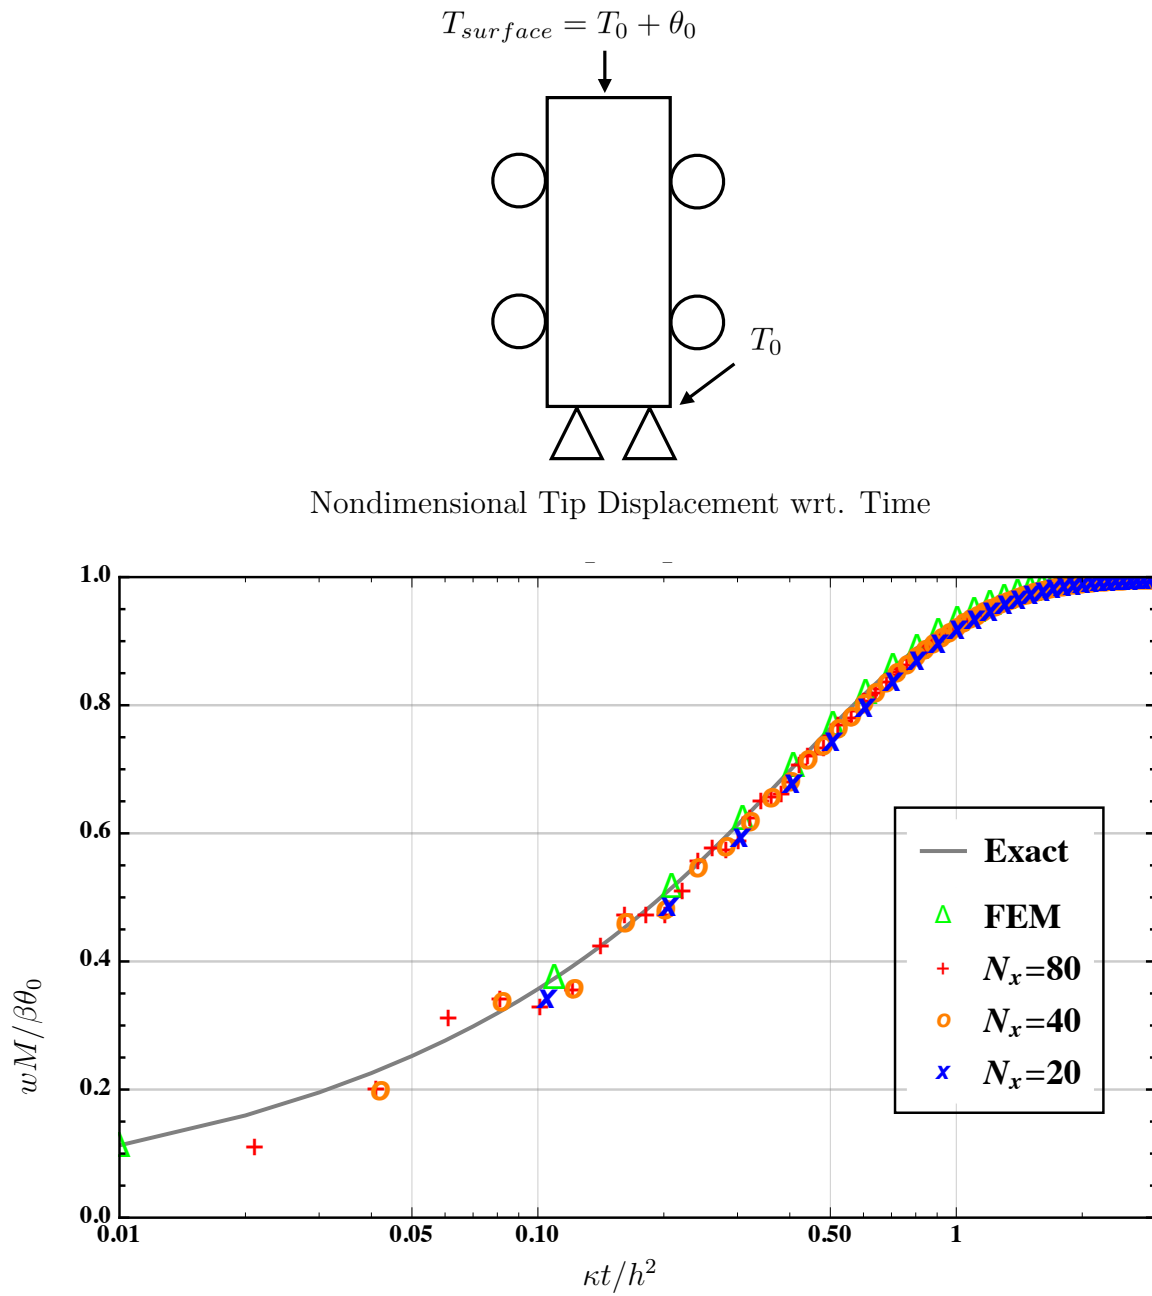 T_surface = T_0 + θ_0
T_0
Nondimensional Tip Displacement wrt. Time
1.0
0.8
0.6
0.4
0.2
0.0
wM/βθ_0
Exact
FEM
N_x=80
N_x=40
N_x=20
0.01 0.05 0.10 0.50 1
κt/h^2